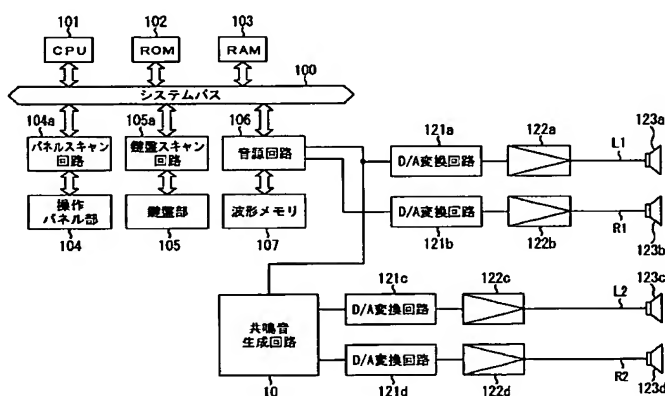 101
102
103
CPU
ROM
RAM
100
システムバス
104a
105a
106
パネルスキャン
回路
鍵盤スキャン
回路
音源回路
操作
パネル部
鍵盤部
波形メモリ
104
105
107
121a
122a
L1
123a
D/A変換回路
D/A変換回路
121b
122b
R1
123b
121c
122c
L2
123c
共鳴音
生成回路
D/A変換回路
D/A変換回路
10
121d
122d
R2
123d